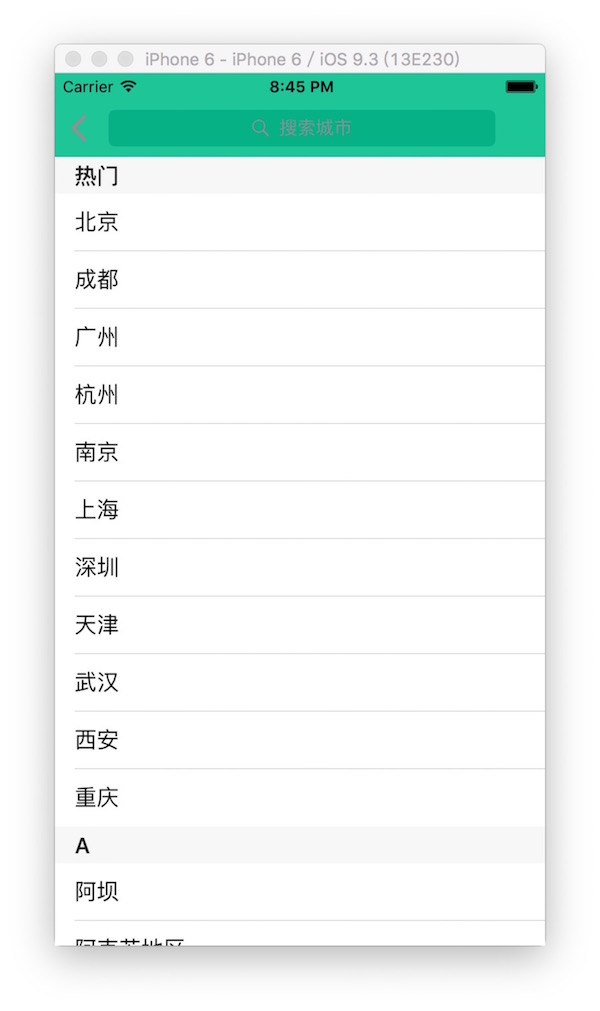 iPhone 6 - iPhone 6 / iOS 9.3 (13E230)
Carrier 8:45 PM
搜索城市
热门
北京
成都
广州
杭州
南京
上海
深圳
天津
武汉
西安
重庆
A
阿坝